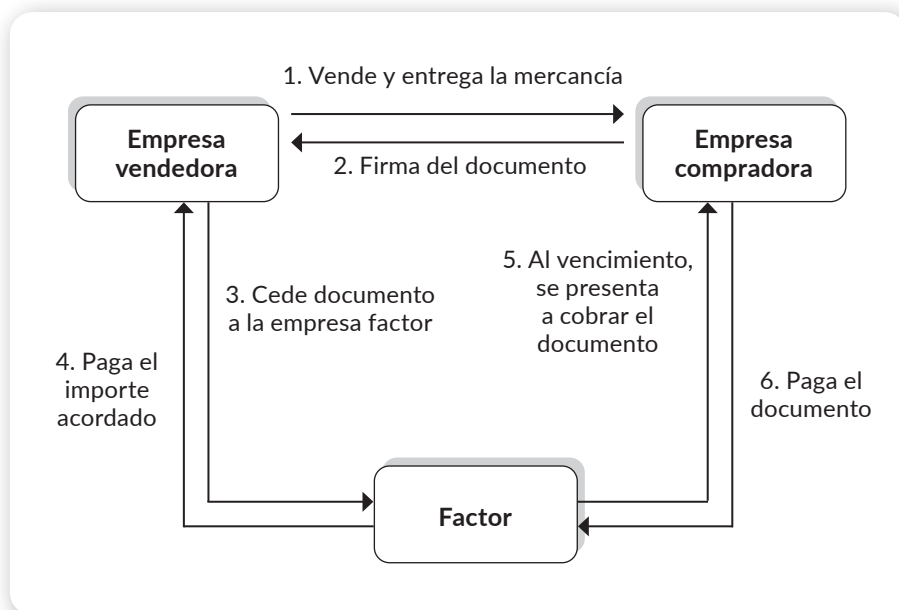 1. Vende y entrega la mercancía
Empresa
vendedora
Empresa
compradora
2. Firma del documento
3. Cede documento
a la empresa factor
4. Paga el
importe
acordado
5. Al vencimiento,
se presenta
a cobrar el
documento
6. Paga el
documento
Factor